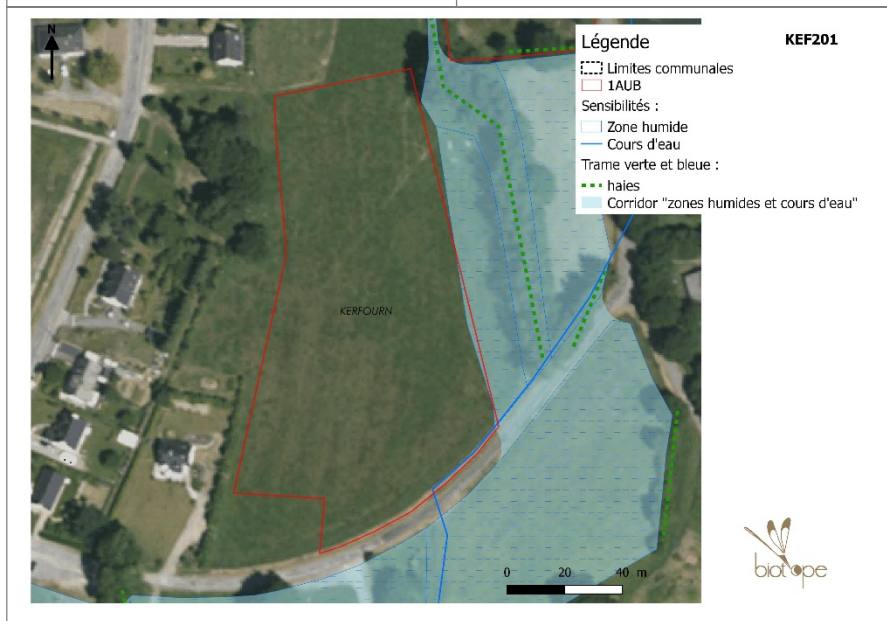 N
Légende
KEF201
Limites communales
1AUB
Sensibilités :
Zone humide
Cours d'eau
Trame verte et bleue :
haies
Corridor "zones humides et cours d'eau"
KERFOURN
0 20 40 m
biotope